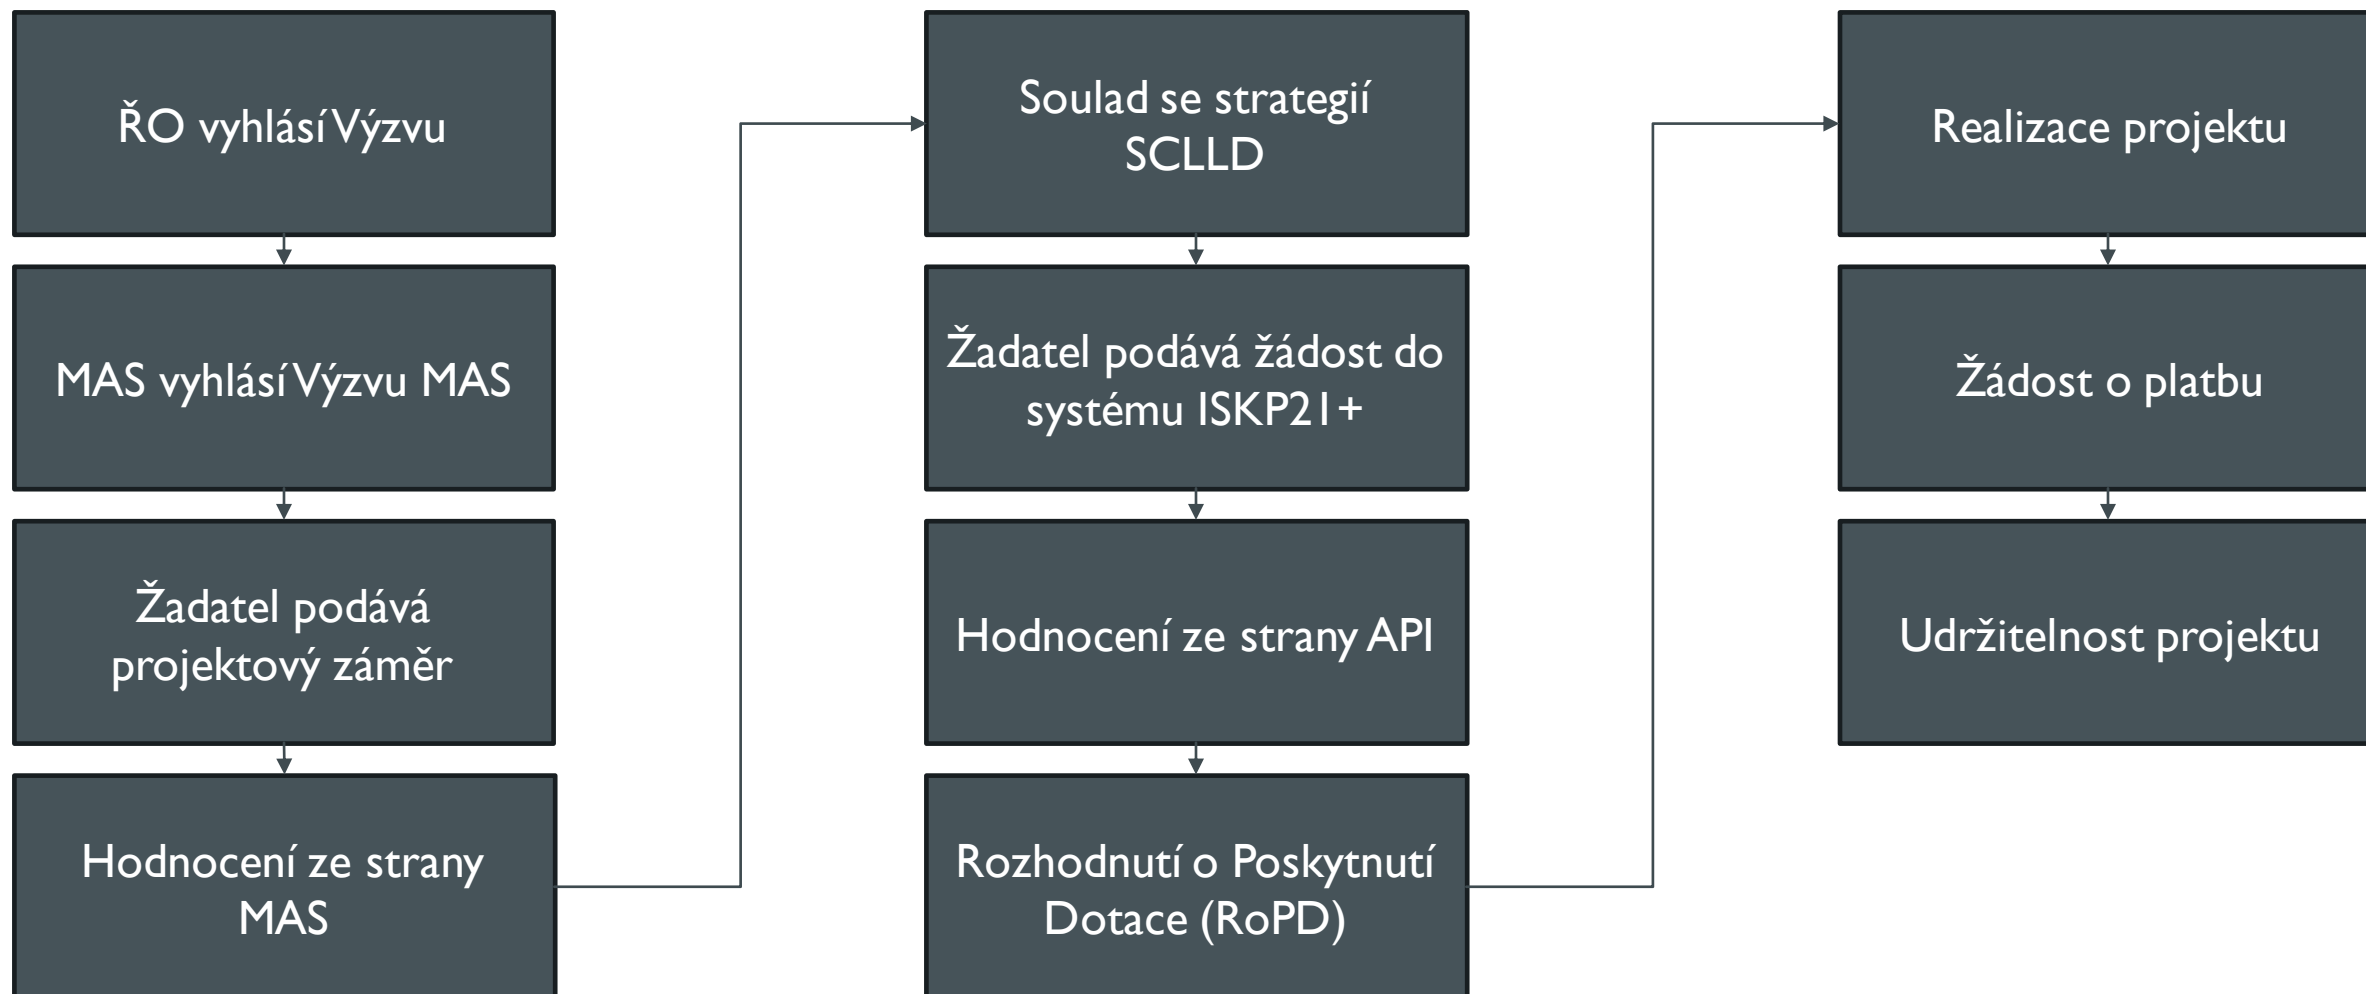 ŘO vyhlásí Výzvu
MAS vyhlásí Výzvu MAS
Žadatel podává
projektový záměr
Hodnocení ze strany
MAS
Soulad se strategií
SCLLD
Žadatel podává žádost do
systému ISKP21+
Hodnocení ze strany API
Rozhodnutí o Poskytnutí
Dotace (RoPD)
Realizace projektu
Žádost o platbu
Udržitelnost projektu